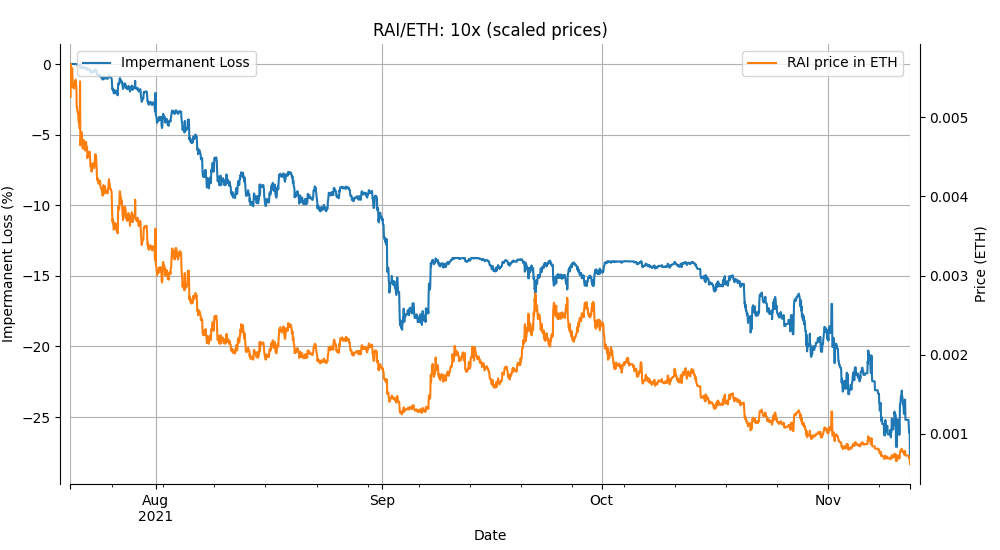 RAI/ETH: 10x (scaled prices)
Impermanent Loss
RAI price in ETH
0
−5
−10
−15
−20
−25
Impermanent Loss (%)
0.005
0.004
0.003
0.002
0.001
Price (ETH)
Aug
2021
Sep
Oct
Nov
Date